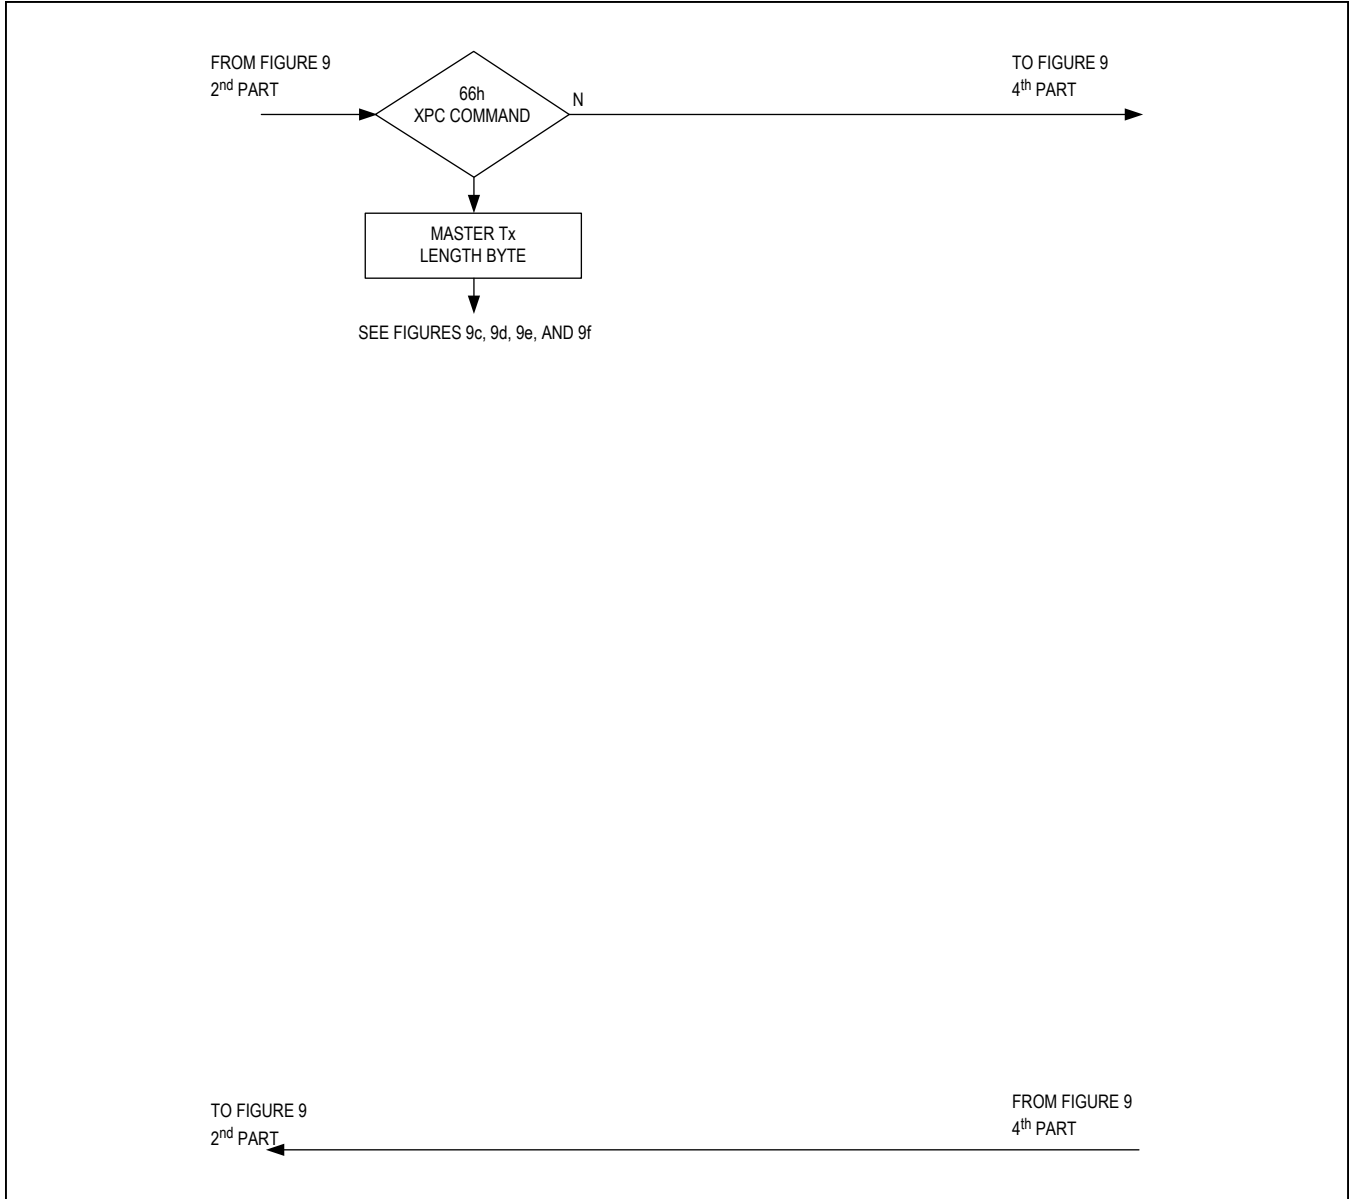 FROM FIGURE 9
2nd PART
66h
XPC COMMAND
N
TO FIGURE 9
4th PART
MASTER Tx
LENGTH BYTE
SEE FIGURES 9c, 9d, 9e, AND 9f
TO FIGURE 9
2nd PART
FROM FIGURE 9
4th PART